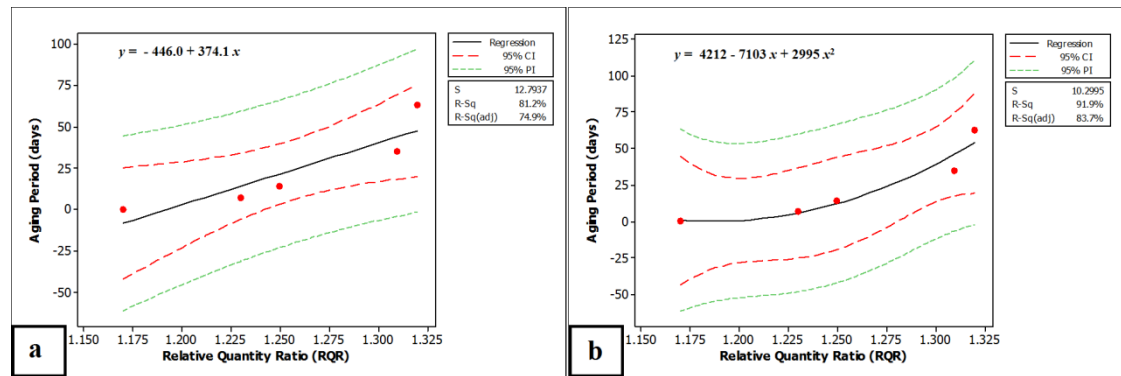 y = - 446.0 + 374.1 x
Regression
95% CI
95% PI
S 12.7937
R-Sq 81.2%
R-Sq(adj) 74.9%
100
75
50
25
0
-25
-50
Aging Period (days)
1.150 1.175 1.200 1.225 1.250 1.275 1.300 1.325
Relative Quantity Ratio (RQR)
a
y = 4212 - 7103 x + 2995 x²
Regression
95% CI
95% PI
S 10.2995
R-Sq 91.9%
R-Sq(adj) 83.7%
125
100
75
50
25
0
-25
-50
Aging Period (days)
1.150 1.175 1.200 1.225 1.250 1.275 1.300 1.325
Relative Quantity Ratio (RQR)
b